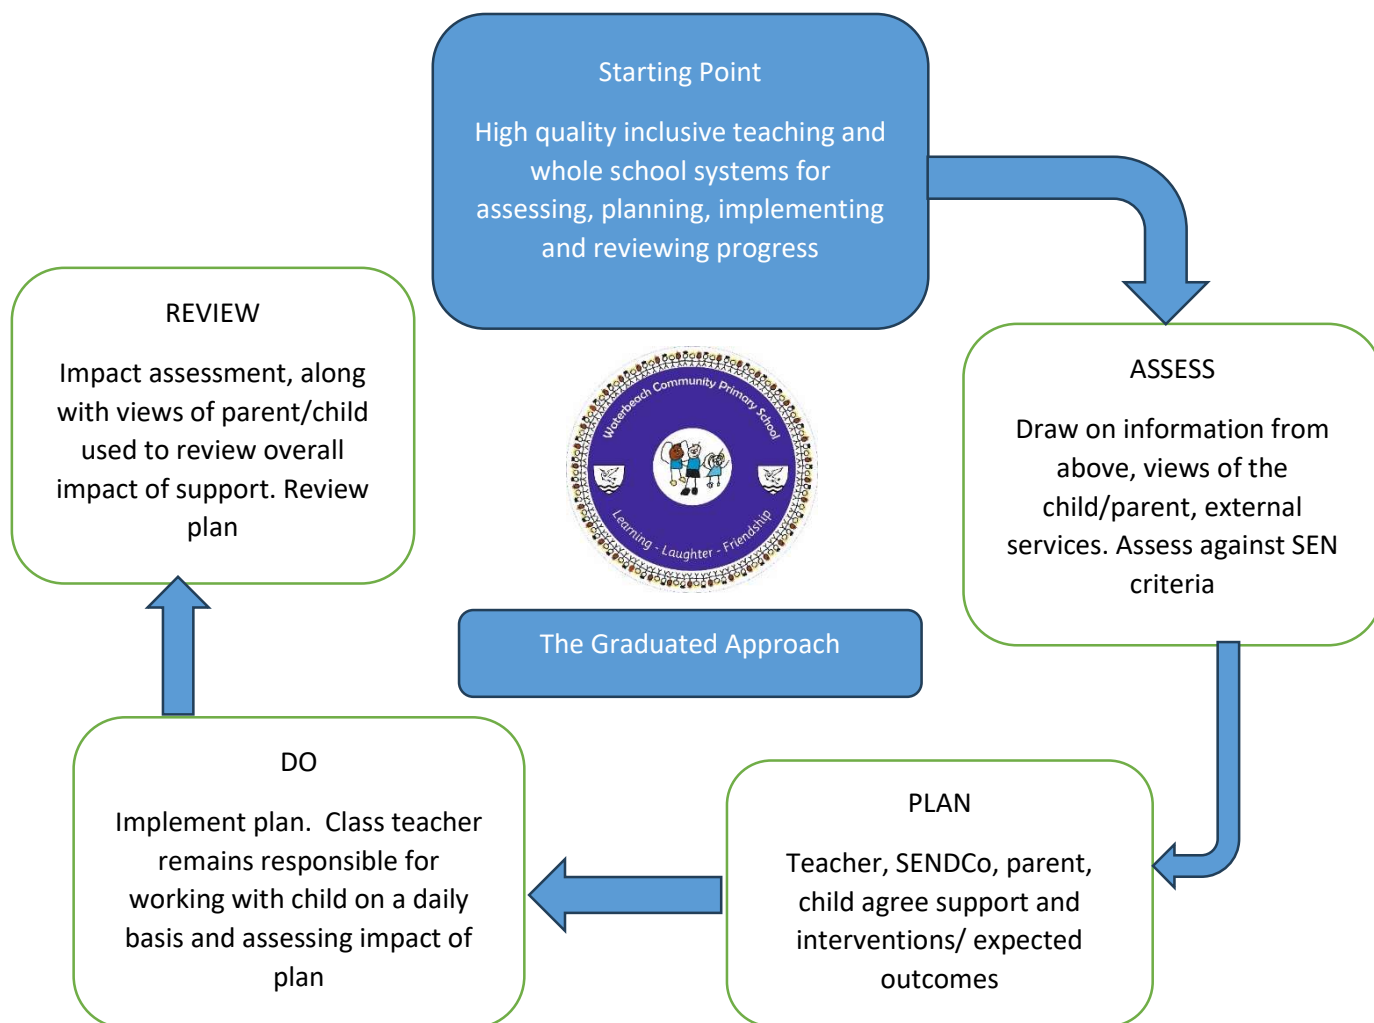 Starting Point
High quality inclusive teaching and
whole school systems for
assessing, planning, implementing
and reviewing progress
ASSESS
Draw on information from
above, views of the
child/parent, external
services. Assess against SEN
criteria
PLAN
Teacher, SENDCo, parent,
child agree support and
interventions/ expected
outcomes
DO
Implement plan.  Class teacher
remains responsible for
working with child on a daily
basis and assessing impact of
plan
REVIEW
Impact assessment, along
with views of parent/child
used to review overall
impact of support. Review
plan
Waterbeach Community Primary School
Learning - Laughter - Friendship
The Graduated Approach